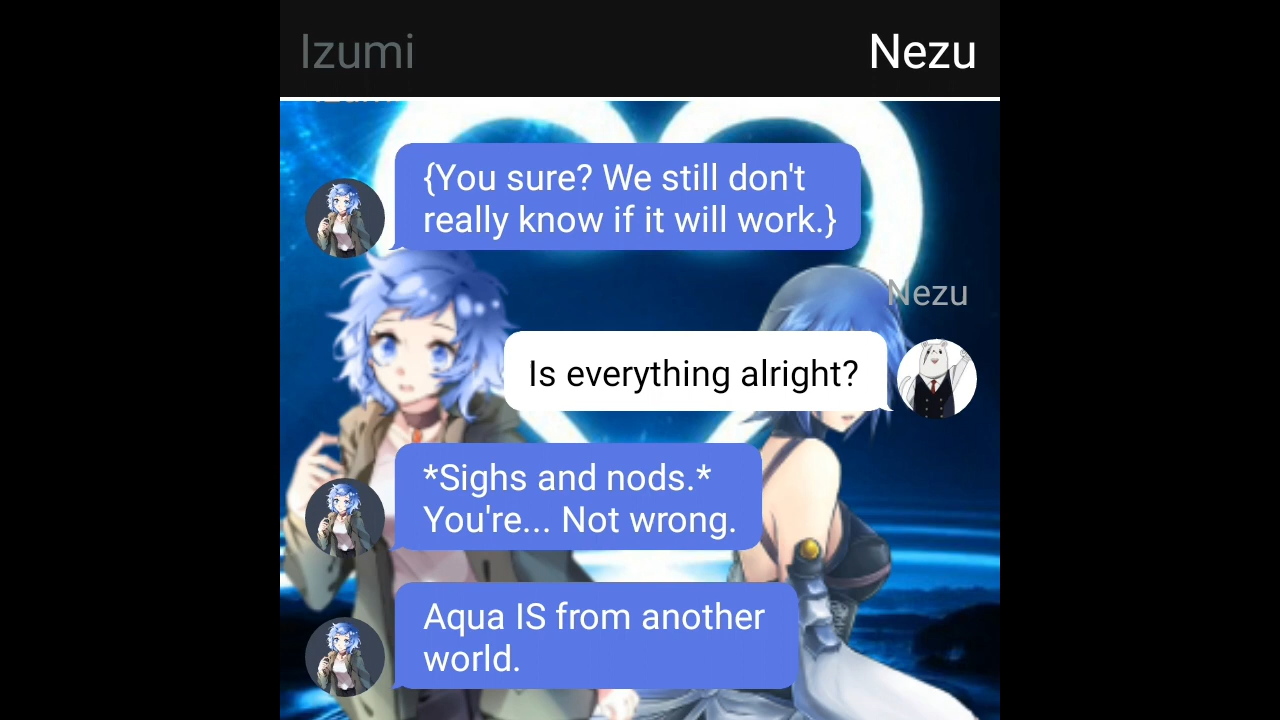 Izumi
Nezu
{You sure? We still don't
really know if it will work.}
Nezu
Is everything alright?
*Sighs and nods.*
You're... Not wrong.
Aqua IS from another
world.